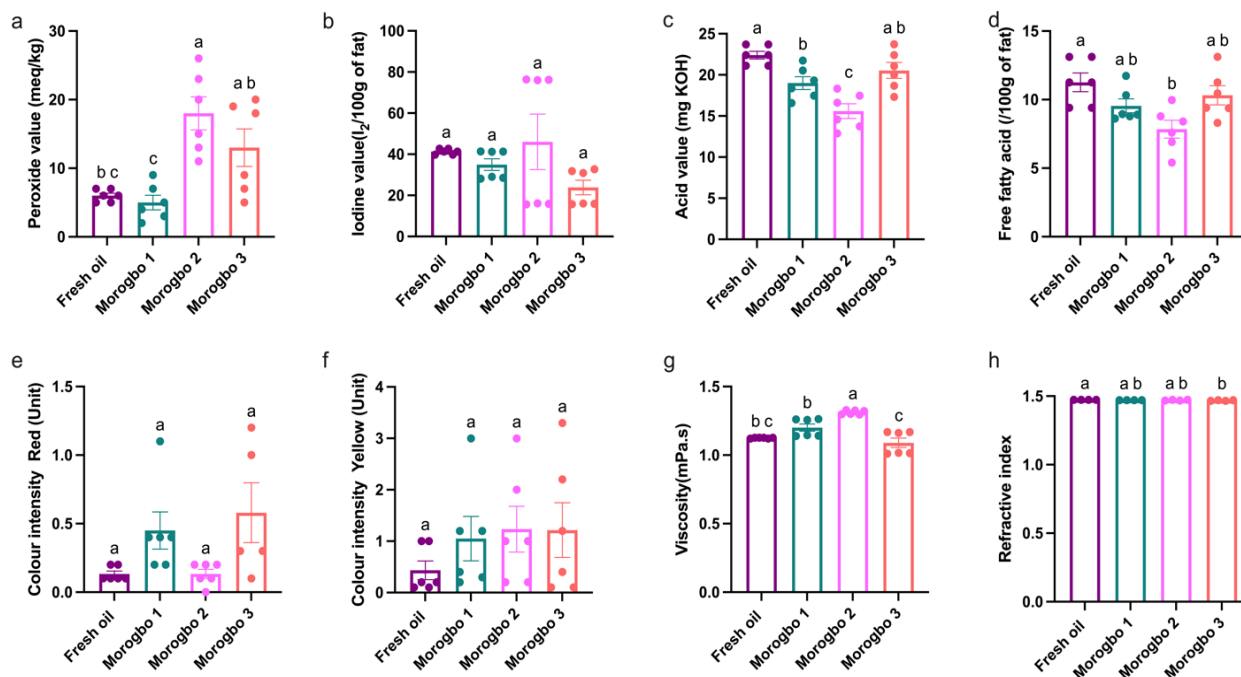 a
Peroxide value (meq/kg)
30
20
10
0
b c
c
a
a b
Fresh oil
Morogbo 1
Morogbo 2
Morogbo 3
b
Iodine value(I₂/100g of fat)
100
80
60
40
20
0
a
a
a
a
Fresh oil
Morogbo 1
Morogbo 2
Morogbo 3
c
Acid value (mg KOH)
25
20
15
10
5
0
a
b
c
a b
Fresh oil
Morogbo 1
Morogbo 2
Morogbo 3
d
Free fatty acid (/100g of fat)
15
10
5
0
a
a b
b
a b
Fresh oil
Morogbo 1
Morogbo 2
Morogbo 3
e
Colour intensity Red (Unit)
1.5
1.0
0.5
0.0
a
a
a
a
Fresh oil
Morogbo 1
Morogbo 2
Morogbo 3
f
Colour intensity Yellow (Unit)
4
3
2
1
0
a
a
a
a
Fresh oil
Morogbo 1
Morogbo 2
Morogbo 3
g
Viscosity(mPa.s)
1.5
1.0
0.5
0.0
b c
b
a
c
Fresh oil
Morogbo 1
Morogbo 2
Morogbo 3
h
Refractive index
1.5
1.0
0.5
0.0
a
a b
a b
b
Fresh oil
Morogbo 1
Morogbo 2
Morogbo 3